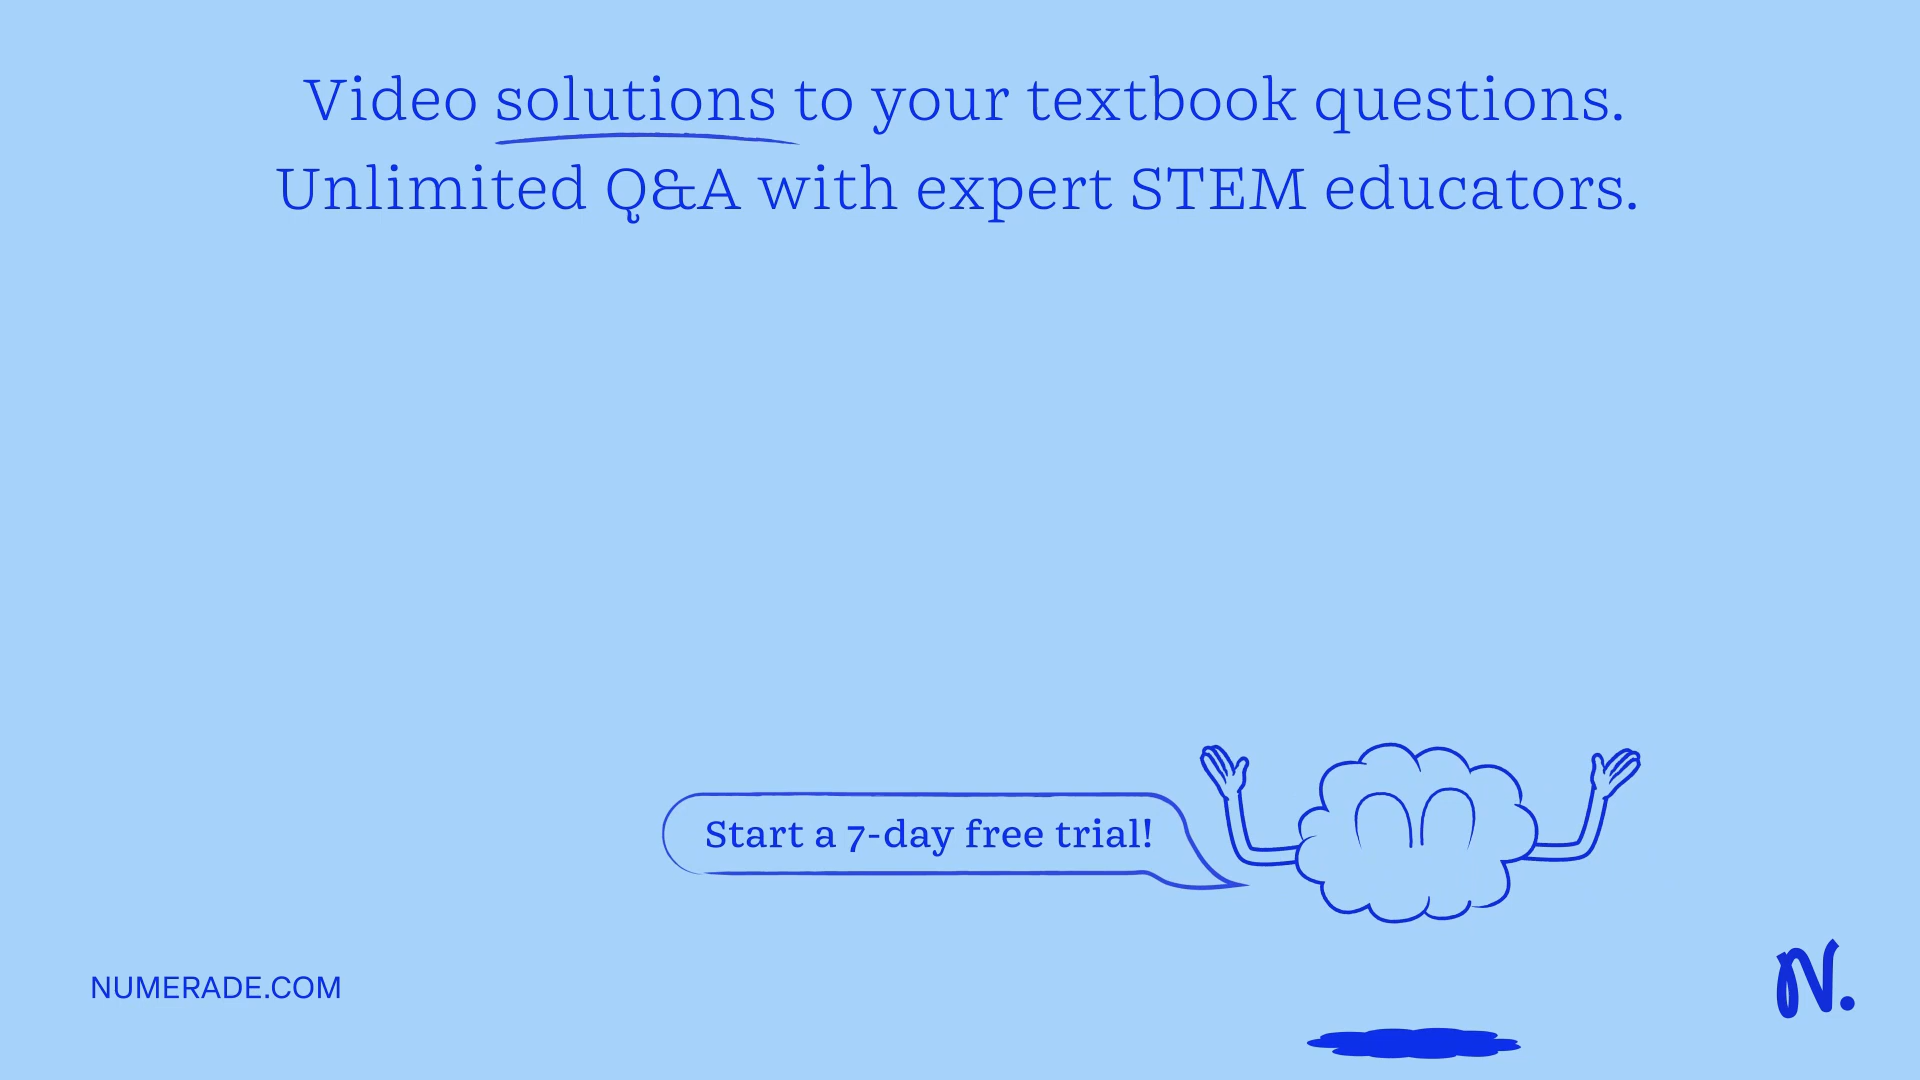 Video solutions to your textbook questions.
Unlimited Q&A with expert STEM educators.
Start a 7-day free trial!
NUMERADE.COM
N.